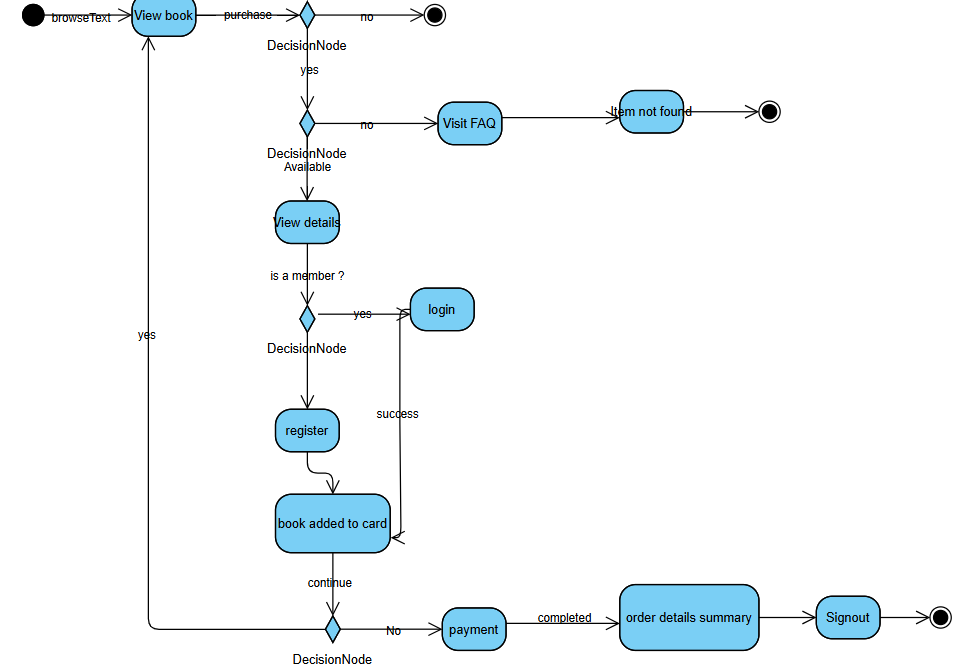 browseText
View book
purchase
no
DecisionNode
yes
no
Visit FAQ
Item not found
DecisionNode
Available
View details
is a member ?
yes
login
DecisionNode
yes
success
register
book added to card
continue
No
payment
completed
order details summary
Signout
DecisionNode